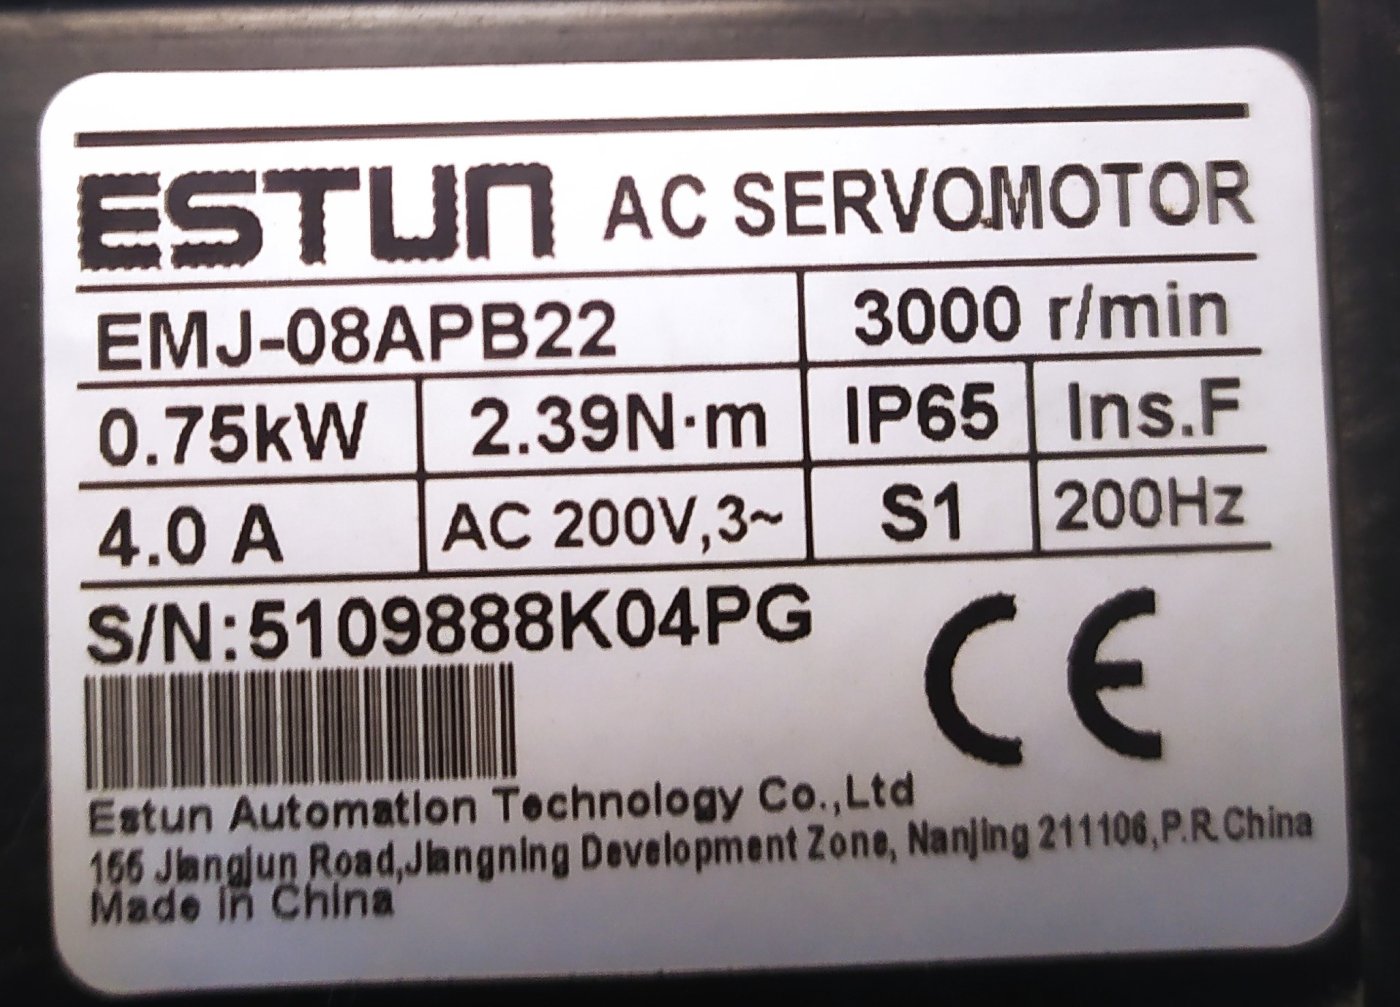 ESTUN AC SERVOMOTOR
EMJ-08APB22 3000 r/min
0.75kW 2.39N·m IP65 Ins.F
4.0 A AC 200V,3~ S1 200Hz
S/N:5109888K04PG
CE
Estun Automation Technology Co.,Ltd
155 Jiangjun Road,Jiangning Development Zone, Nanjing 211106,P.R.China
Made in China